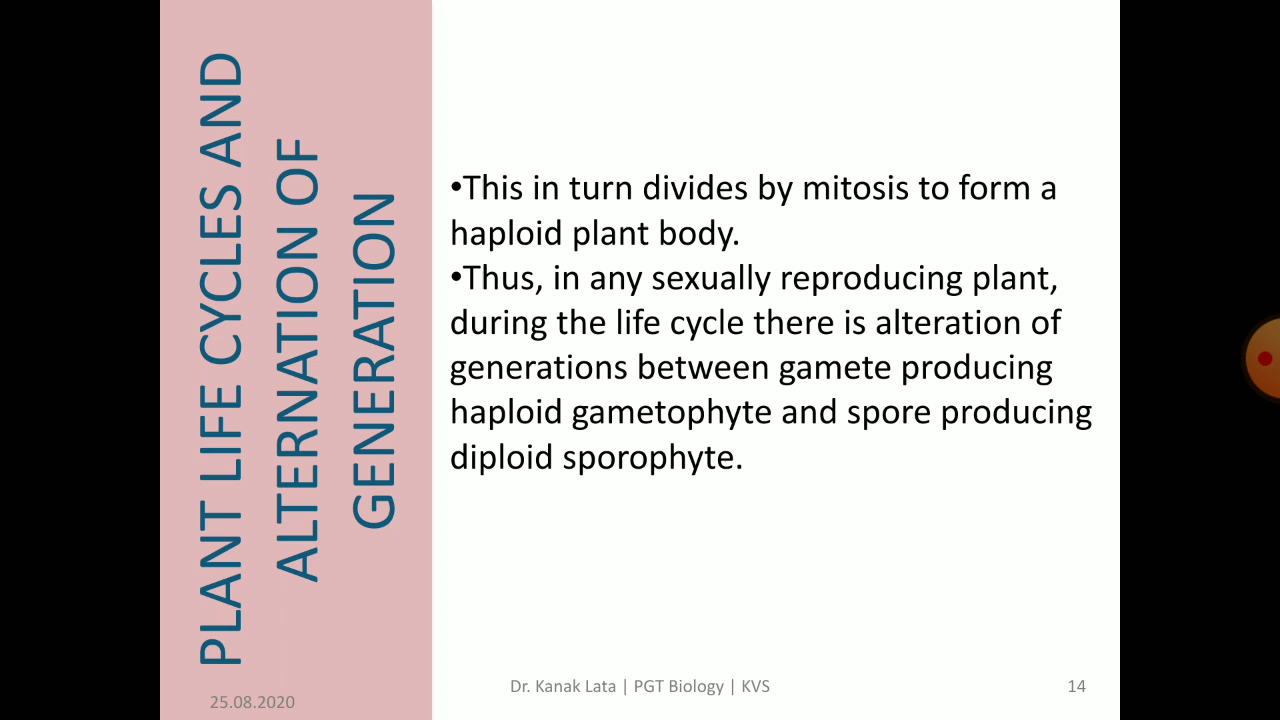 PLANT LIFE CYCLES AND
ALTERNATION OF
GENERATION
•This in turn divides by mitosis to form a
haploid plant body.
•Thus, in any sexually reproducing plant,
during the life cycle there is alteration of
generations between gamete producing
haploid gametophyte and spore producing
diploid sporophyte.
25.08.2020
Dr. Kanak Lata | PGT Biology | KVS
14